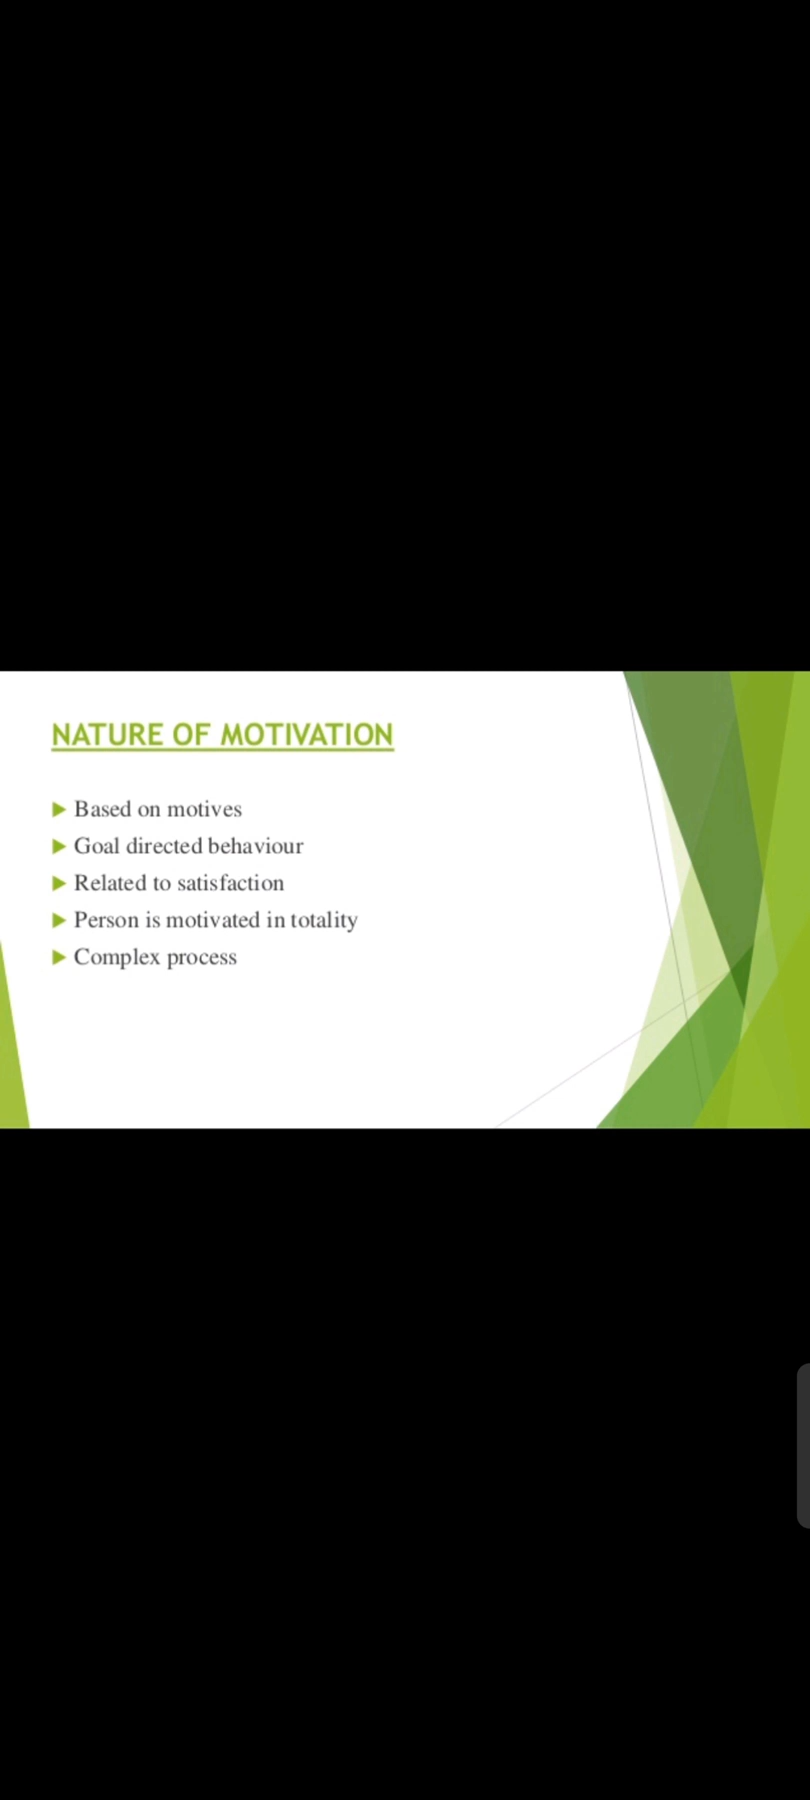 NATURE OF MOTIVATION
Based on motives
Goal directed behaviour
Related to satisfaction
Person is motivated in totality
Complex process